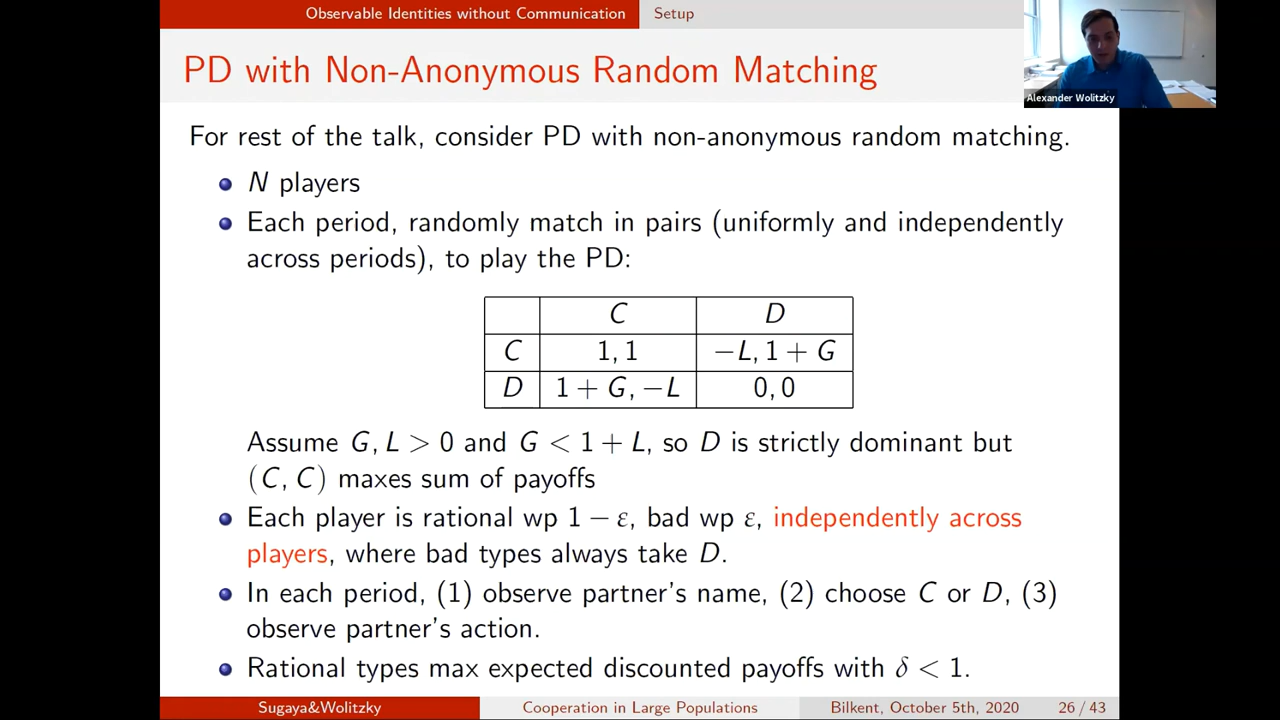 Observable Identities without Communication Setup
PD with Non-Anonymous Random Matching
Alexander Wolitzky
For rest of the talk, consider PD with non-anonymous random matching.
N players
Each period, randomly match in pairs (uniformly and independently
across periods), to play the PD:
C D
C 1, 1 −L, 1 + G
D 1 + G, −L 0, 0
Assume G, L > 0 and G < 1 + L, so D is strictly dominant but
(C, C) maxes sum of payoffs
Each player is rational wp 1 − ε, bad wp ε, independently across
players, where bad types always take D.
In each period, (1) observe partner's name, (2) choose C or D, (3)
observe partner's action.
Rational types max expected discounted payoffs with δ < 1.
Sugaya&Wolitzky Cooperation in Large Populations Bilkent, October 5th, 2020 26 / 43